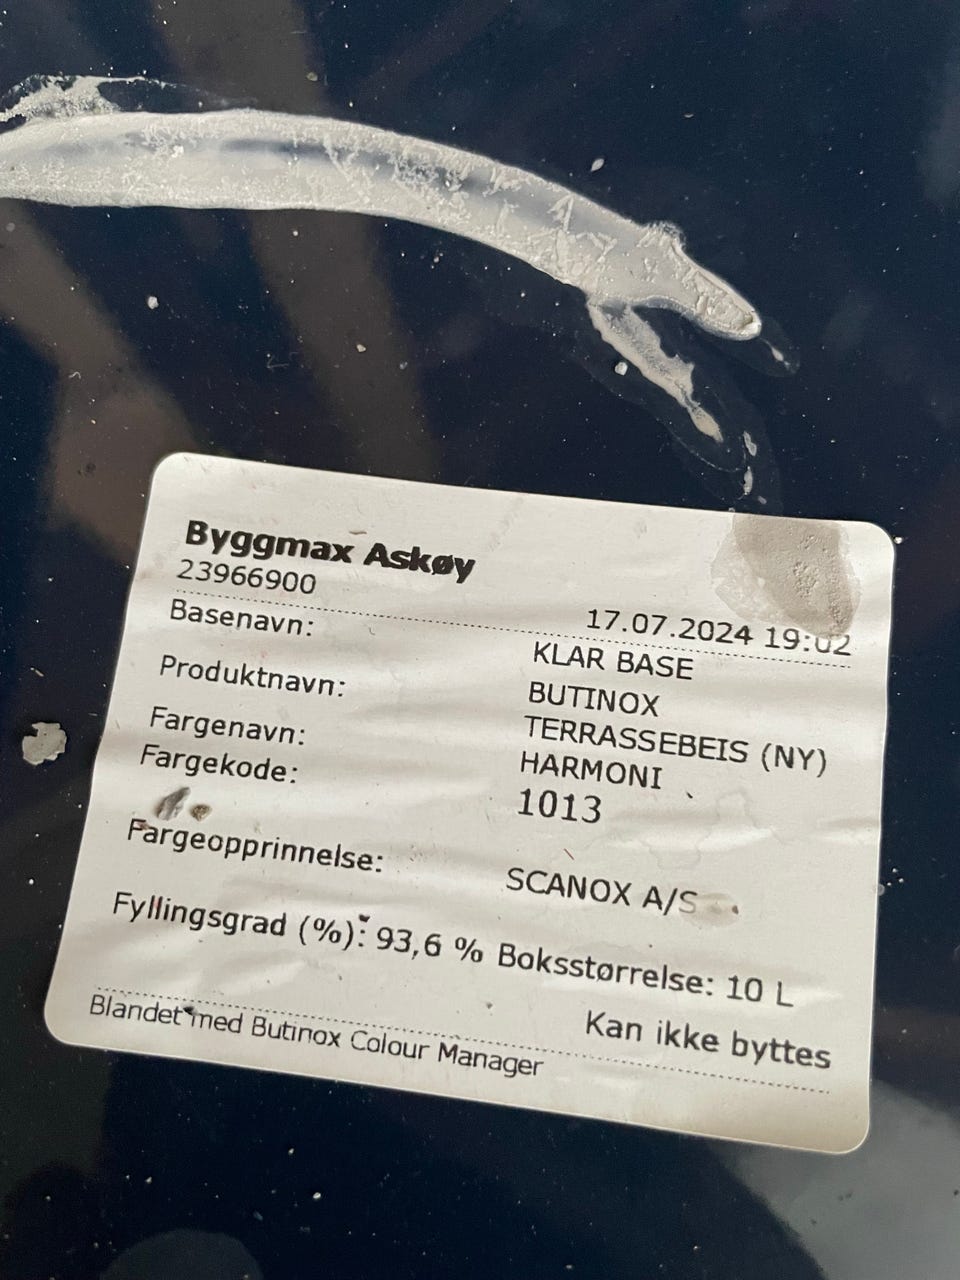 Byggmax Askøy
23966900
17.07.2024 19:02
Basenavn: KLAR BASE
Produktnavn: BUTINOX
TERRASSEBEIS (NY)
Fargenavn: HARMONI
Fargekode: 1013
Fargeopprinnelse: SCANOX A/S
Fyllingsgrad (%): 93,6 % Boksstørrelse: 10 L
Kan ikke byttes
Blandet med Butinox Colour Manager